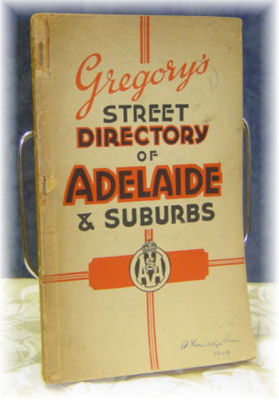 Gregory's
STREET
DIRECTORY
OF
ADELAIDE
& SUBURBS